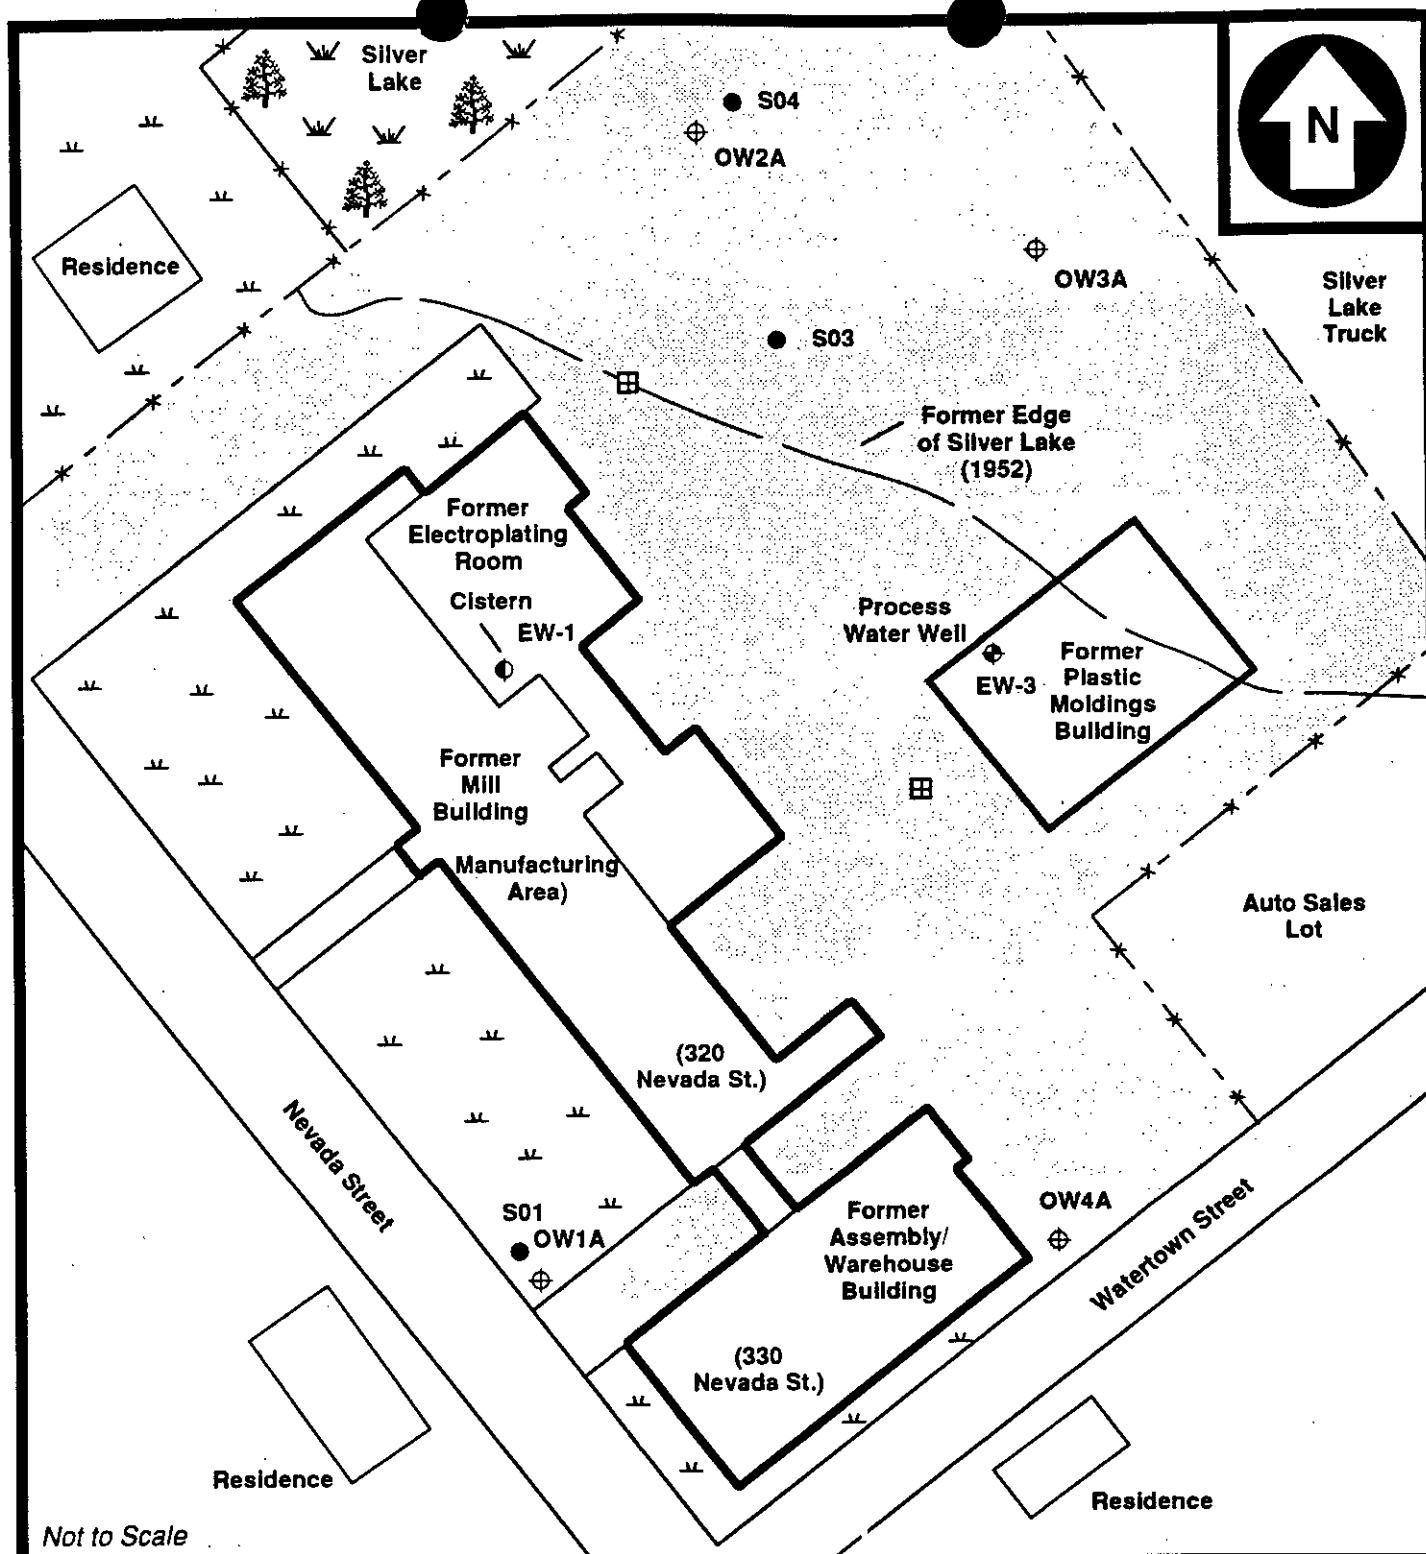 Silver
Lake
S04
OW2A
N
Residence
OW3A
Silver
Lake
Truck
S03
Former Edge
of Silver Lake
(1952)
Former
Electroplating
Room
Cistern
EW-1
Process
Water Well
EW-3
Former
Plastic
Moldings
Building
Former
Mill
Building
Manufacturing
Area)
Auto Sales
Lot
(320
Nevada St.)
Nevada Street
S01
OW1A
Former
Assembly/
Warehouse
Building
OW4A
Watertown Street
(330
Nevada St.)
Residence
Residence
Not to Scale